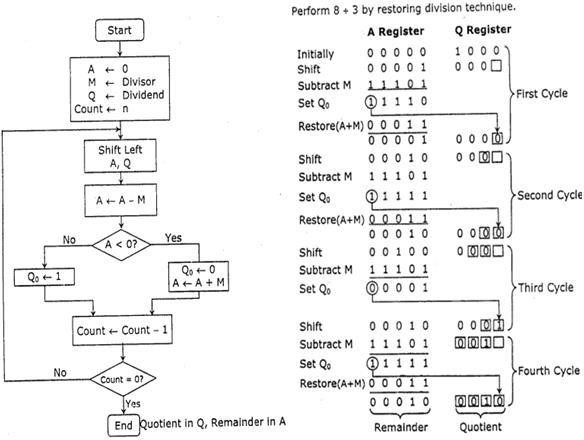 Start
A ← 0
M ← Divisor
Q ← Dividend
Count ← n
Shift Left
A, Q
A ← A – M
No
A < 0?
Yes
Q₀ ← 1
Q₀ ← 0
A ← A + M
Count ← Count – 1
No
Count = 0?
Yes
End
Quotient in Q, Remainder in A
Perform 8 ÷ 3 by restoring division technique.
A Register Q Register
Initially 0 0 0 0 0 1 0 0 0
Shift 0 0 0 0 1 0 0 0
Subtract M 1 1 1 0 1
Set Q₀ 1 1 1 1 0
First Cycle
Restore(A+M) 0 0 0 1 1
0 0 0 0 1 0 0 0 0
Shift 0 0 0 1 0 0 0 0
Subtract M 1 1 1 0 1
Set Q₀ 1 1 1 1 1
Second Cycle
Restore(A+M) 0 0 0 1 1
0 0 0 1 0 0 0 0 0
Shift 0 0 1 0 0 0 0 0
Subtract M 1 1 1 0 1
Set Q₀ 0 0 0 0 1
Third Cycle
Shift 0 0 0 1 0 0 0 0 1
Subtract M 1 1 1 0 1 0 0 1
Set Q₀ 1 1 1 1 1
Fourth Cycle
Restore(A+M) 0 0 0 1 1
0 0 0 1 0 0 0 1 0
Remainder Quotient